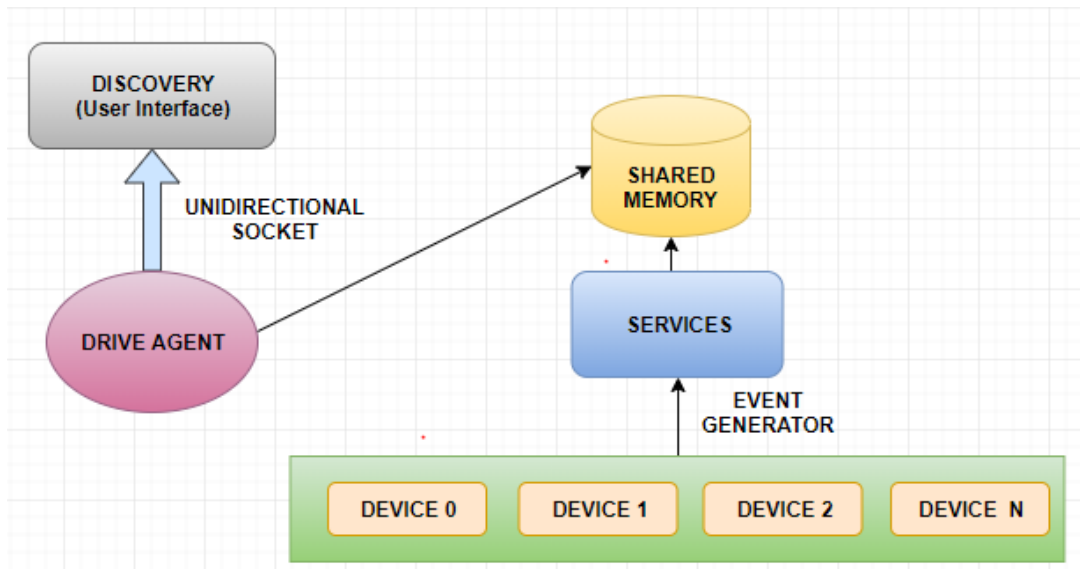 DISCOVERY
(User Interface)
UNIDIRECTIONAL
SOCKET
DRIVE AGENT
SHARED
MEMORY
SERVICES
EVENT
GENERATOR
DEVICE 0
DEVICE 1
DEVICE 2
DEVICE N